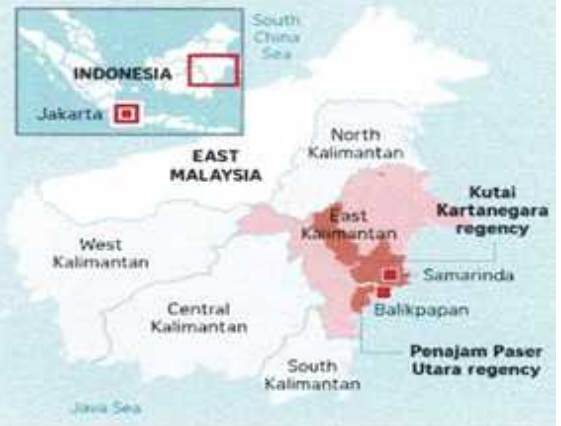 South
China
Sea
INDONESIA
Jakarta
North
Kalimantan
EAST
MALAYSIA
Kutai
Kartanegara
regency
East
Kalimantan
West
Kalimantan
Samarinda
Central
Kalimantan
Balikpapan
Penajam Paser
Utara regency
South
Kalimantan
Java Sea